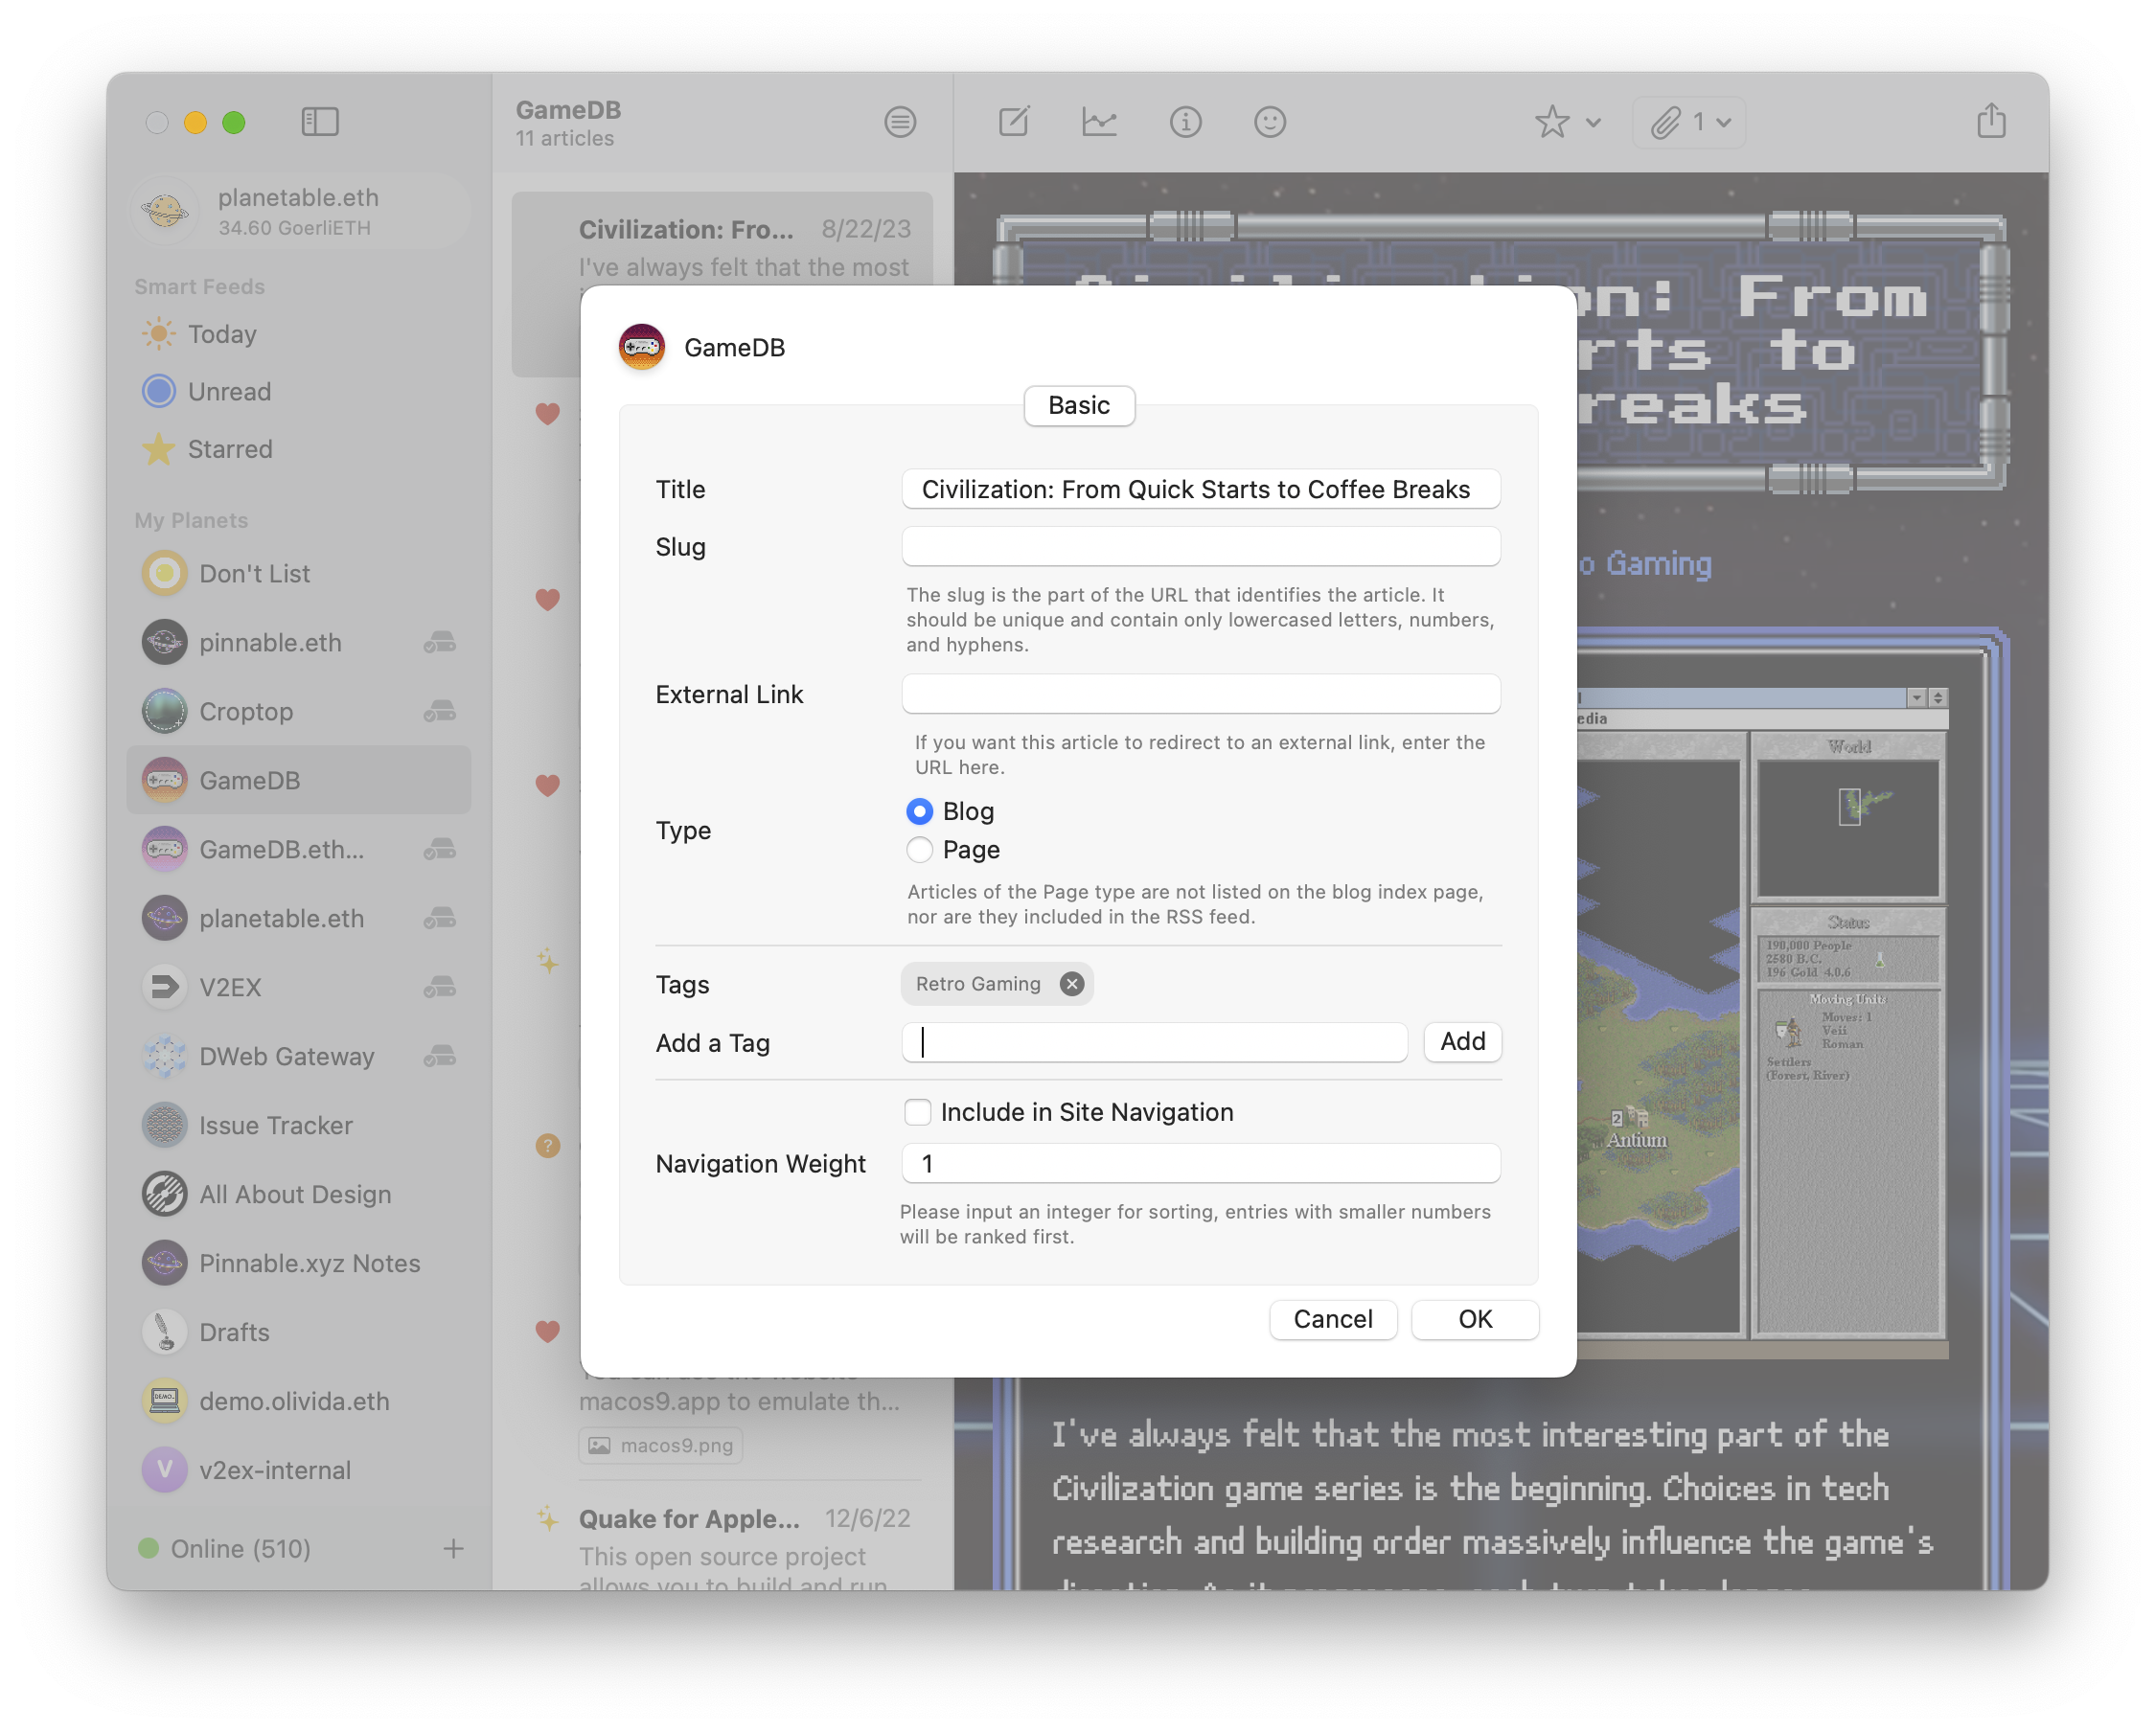 GameDB
11 articles
1
planetable.eth
34.60 GoerliETH
Smart Feeds
Today
Unread
Starred
My Planets
Don't List
pinnable.eth
Croptop
GameDB
GameDB.eth...
planetable.eth
V2EX
DWeb Gateway
Issue Tracker
All About Design
Pinnable.xyz Notes
Drafts
DEMO.
demo.olivida.eth
V
v2ex-internal
Online (510)
Civilization: Fro... 8/22/23
I've always felt that the most
?
macos9.app to emulate th...
macos9.png
Quake for Apple... 12/6/22
This open source project
allows you to build and run
GameDB
Basic
Title
Civilization: From Quick Starts to Coffee Breaks
Slug
The slug is the part of the URL that identifies the article. It
should be unique and contain only lowercased letters, numbers,
and hyphens.
External Link
If you want this article to redirect to an external link, enter the
URL here.
Type
Blog
Page
Articles of the Page type are not listed on the blog index page,
nor are they included in the RSS feed.
Tags
Retro Gaming
Add a Tag
Add
Include in Site Navigation
Navigation Weight
1
Please input an integer for sorting, entries with smaller numbers
will be ranked first.
Cancel
OK
From
to
Gaming
World
Status
190,000 People
2580 B.C.
196 Gold 4.0.6
Moving Units
Moves: 1
Veii
Roman
Settlers
(Forest, River)
2
Antium
I've always felt that the most interesting part of the
Civilization game series is the beginning. Choices in tech
research and building order massively influence the game's